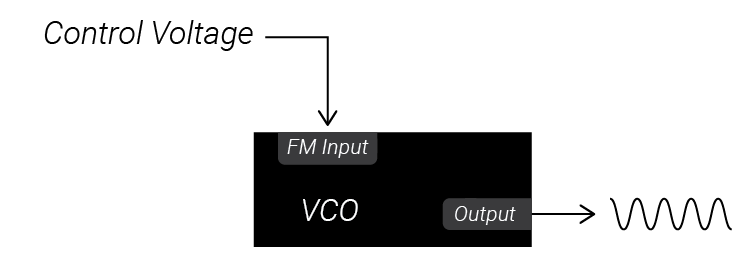 Control Voltage
FM Input
VCO
Output